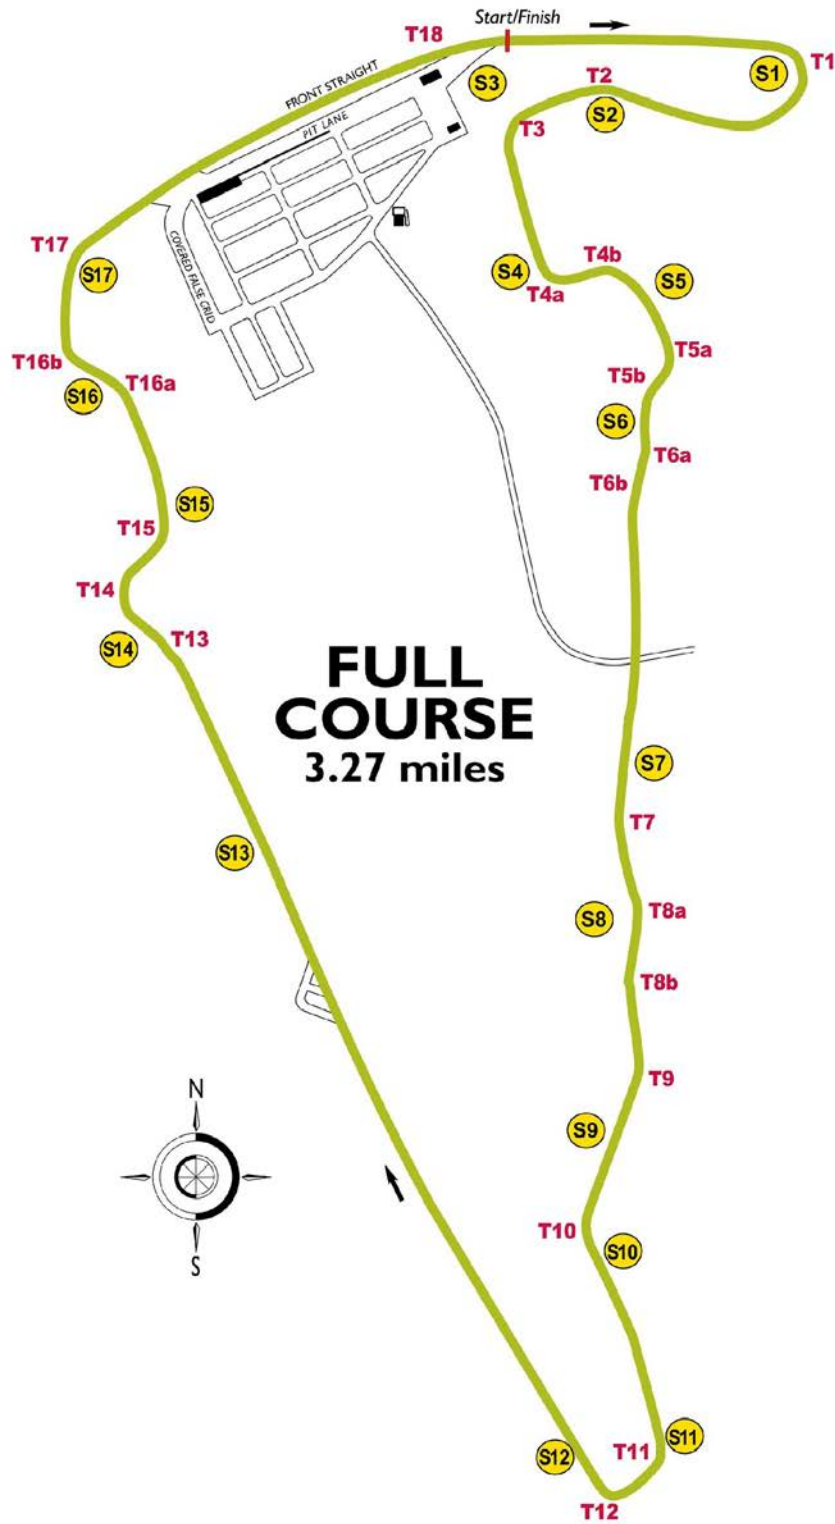 Start/Finish
T18
T1
S1
S3
T2
S2
T3
FRONT STRAIGHT
PIT LANE
T17
S17
COVERED FALSE GRID
S4
T4a
T4b
S5
T16b
S16
T16a
T5a
T5b
S6
T6a
T6b
S15
T15
T14
S14
T13
FULL
COURSE
3.27 miles
S7
T7
S13
S8
T8a
T8b
T9
N
S
S9
T10
S10
S12
T11
S11
T12